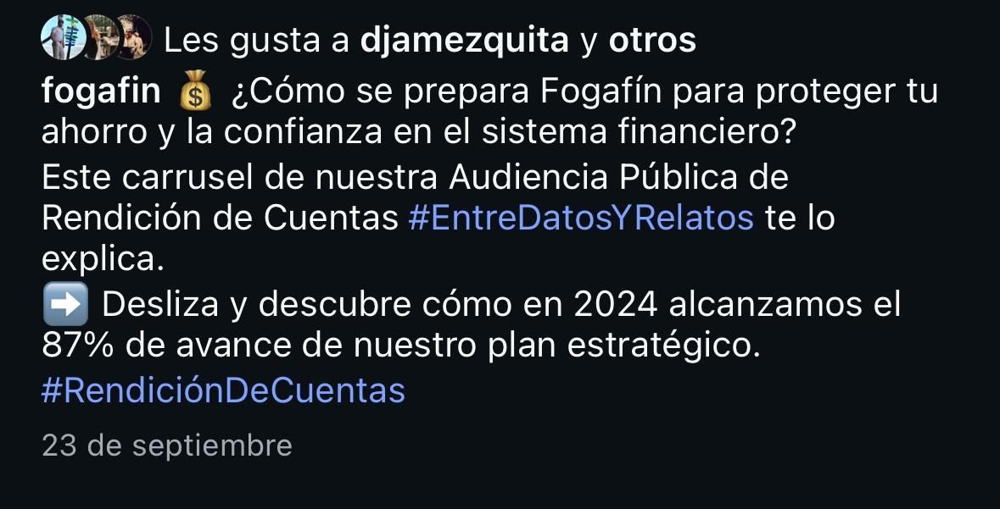 Les gusta a djamezquita y otros
fogafin 💰 ¿Cómo se prepara Fogafín para proteger tu
ahorro y la confianza en el sistema financiero?
Este carrusel de nuestra Audiencia Pública de
Rendición de Cuentas #EntreDatosYRelatos te lo
explica.
➡️ Desliza y descubre cómo en 2024 alcanzamos el
87% de avance de nuestro plan estratégico.
#RendiciónDeCuentas
23 de septiembre